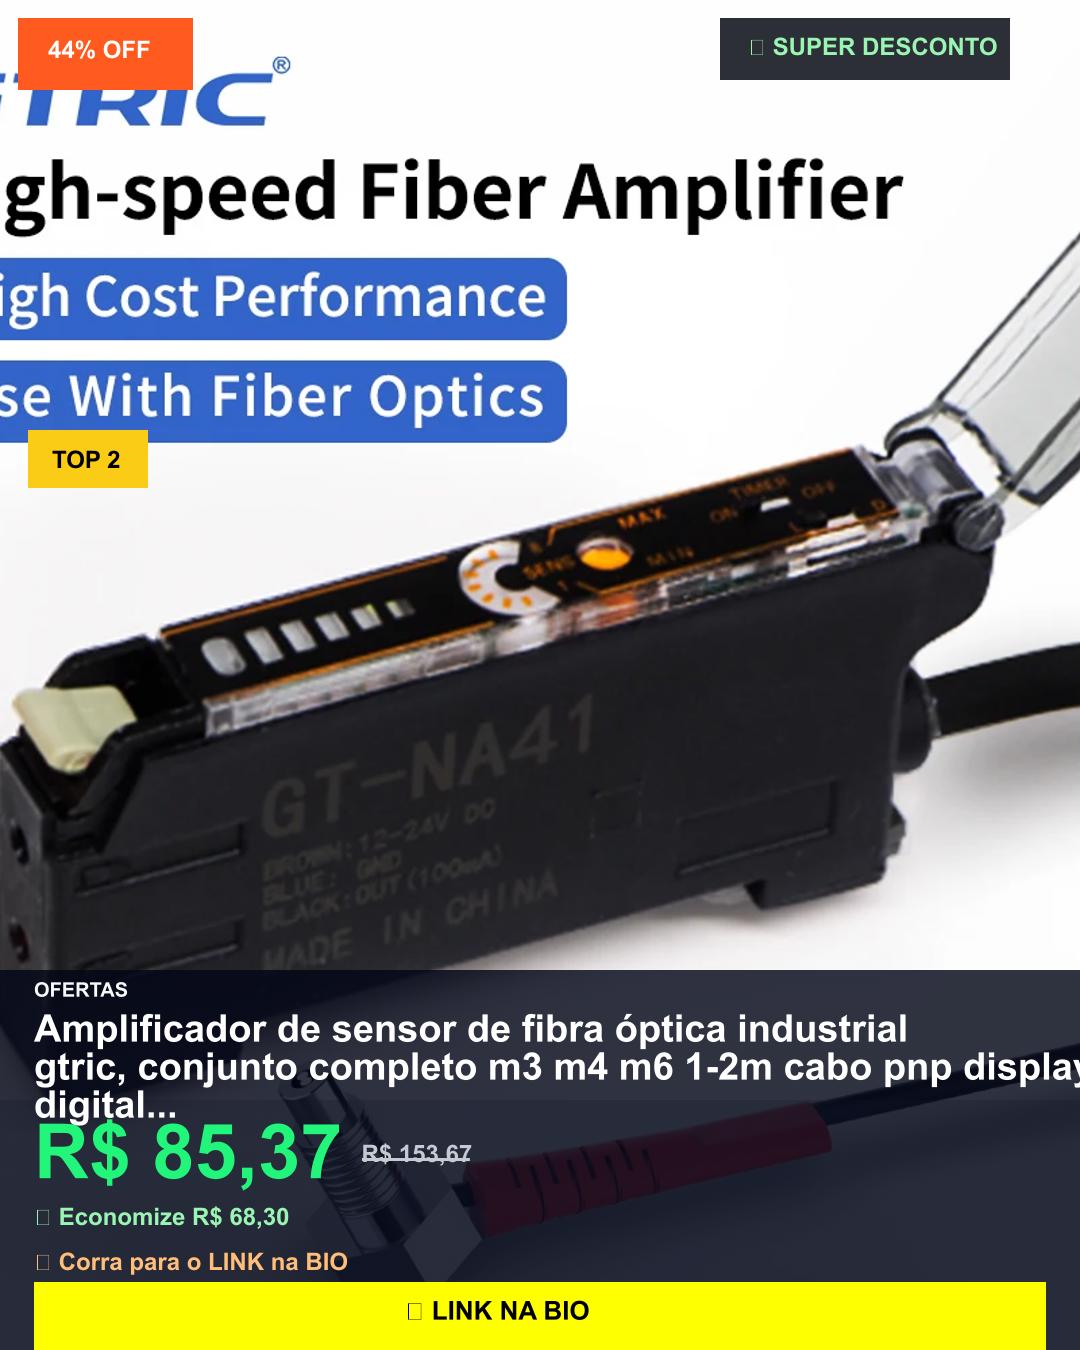 44% OFF
SUPER DESCONTO
TRIC®
gh-speed Fiber Amplifier
igh Cost Performance
se With Fiber Optics
TOP 2
TIMER
ON OFF
MAX
SENS
MIN
L D
GT-NA41
BROWN: 12-24V DC
BLUE: GND
BLACK: OUT (100mA)
MADE IN CHINA
OFERTAS
Amplificador de sensor de fibra óptica industrial
gtric, conjunto completo m3 m4 m6 1-2m cabo pnp display
digital...
R$ 85,37 R$ 153,67
Economize R$ 68,30
Corra para o LINK na BIO
LINK NA BIO